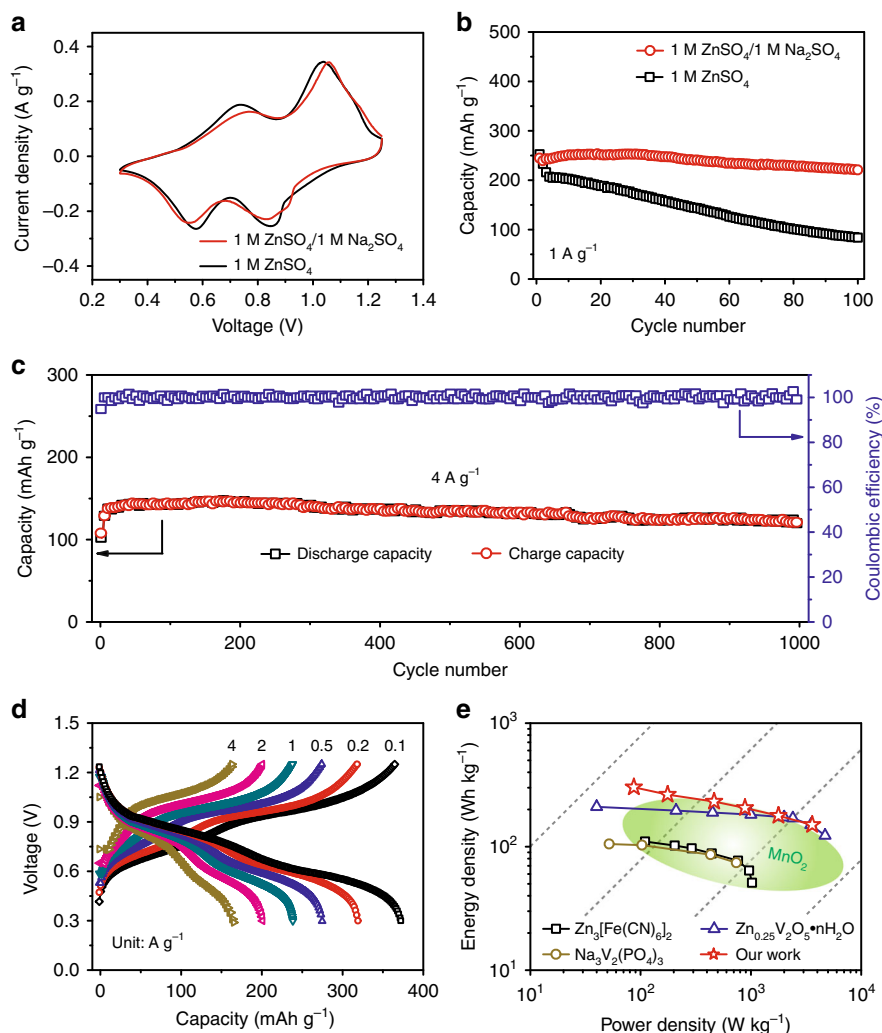 a
0.4
0.2
0.0
–0.2
–0.4
Current density (A g⁻¹)
1 M ZnSO₄/1 M Na₂SO₄
1 M ZnSO₄
0.2 0.4 0.6 0.8 1.0 1.2 1.4
Voltage (V)
b
500
400
300
200
100
0
Capacity (mAh g⁻¹)
1 M ZnSO₄/1 M Na₂SO₄
1 M ZnSO₄
1 A g⁻¹
0 20 40 60 80 100
Cycle number
c
300
200
100
0
Capacity (mAh g⁻¹)
4 A g⁻¹
Discharge capacity
Charge capacity
100
80
60
40
20
0
Coulombic efficiency (%)
0 200 400 600 800 1000
Cycle number
d
1.5
1.2
0.9
0.6
0.3
0.0
Voltage (V)
4 2 1 0.5 0.2 0.1
Unit: A g⁻¹
0 100 200 300 400
Capacity (mAh g⁻¹)
e
10³
10²
10¹
Energy density (Wh kg⁻¹)
MnO₂
Zn₃[Fe(CN)₆]₂
Zn₀.₂₅V₂O₅•nH₂O
Na₃V₂(PO₄)₃
Our work
10¹ 10² 10³ 10⁴
Power density (W kg⁻¹)